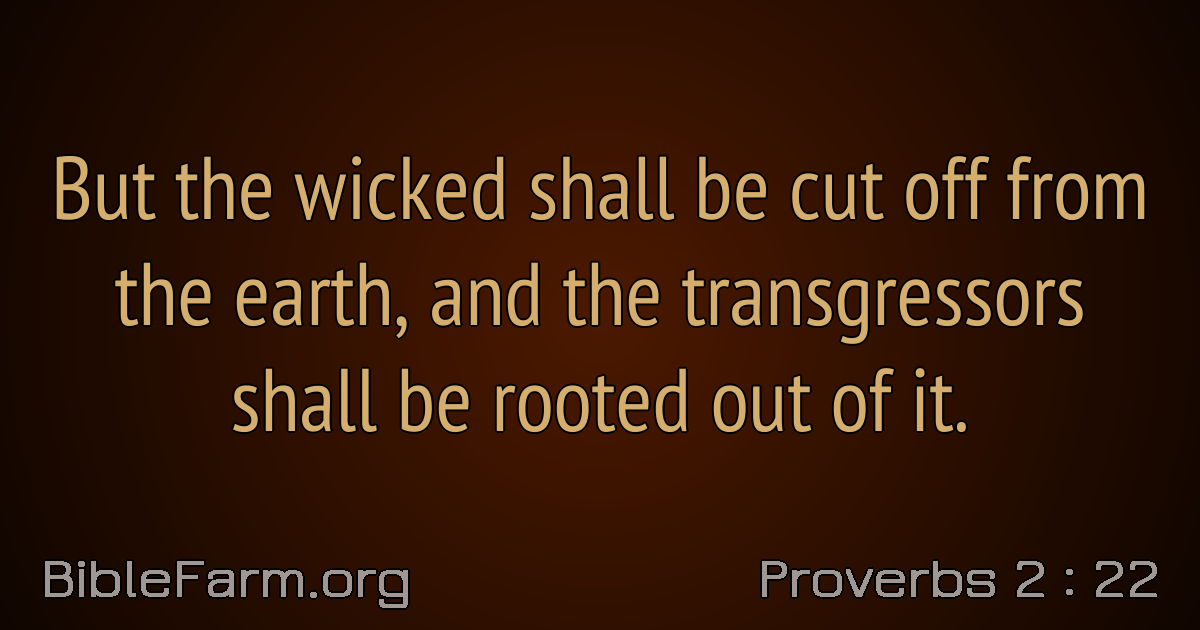 But the wicked shall be cut off from
the earth, and the transgressors
shall be rooted out of it.
BibleFarm.org
Proverbs 2 : 22